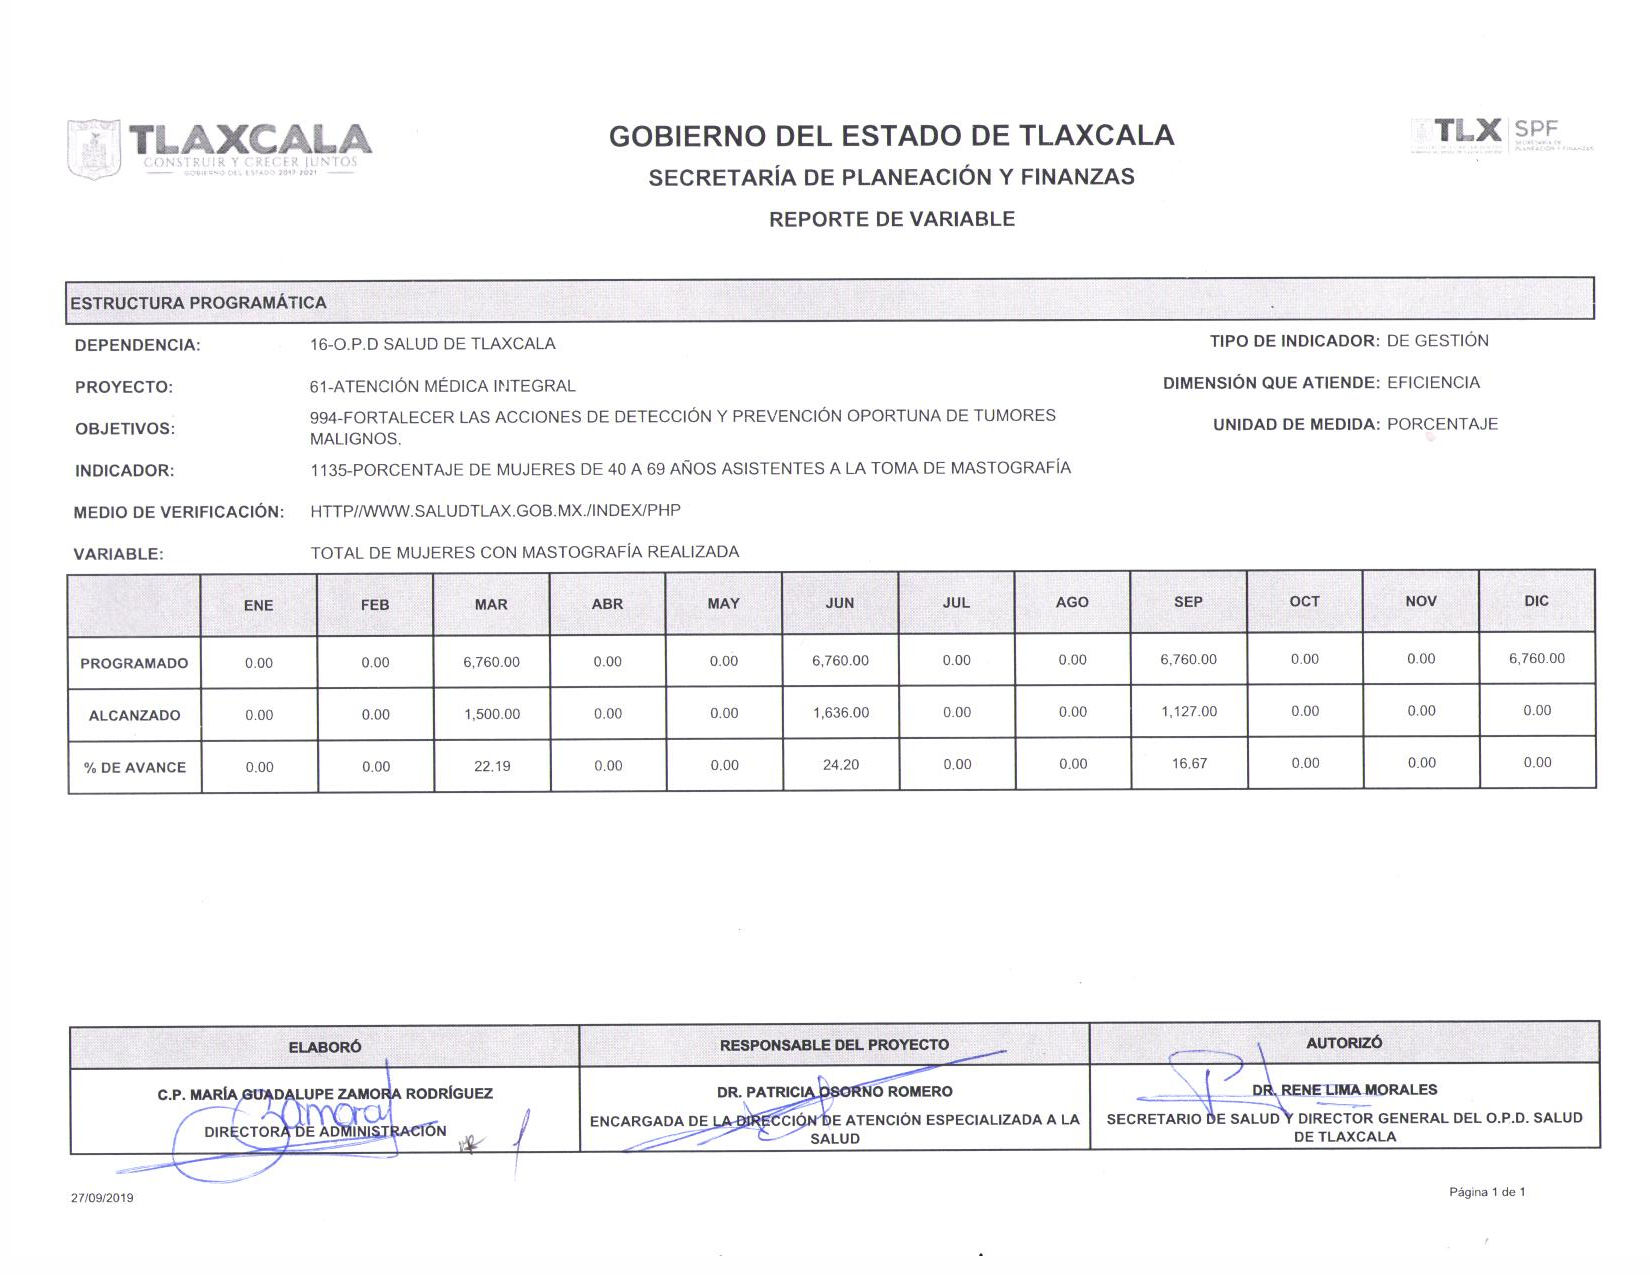 TLAXCALA
CONSTRUIR Y CRECER JUNTOS
GOBIERNO DEL ESTADO 2017-2021
GOBIERNO DEL ESTADO DE TLAXCALA
SECRETARÍA DE PLANEACIÓN Y FINANZAS
REPORTE DE VARIABLE
TLX SPF
SECRETARÍA DE
PLANEACIÓN Y FINANZAS
ESTRUCTURA PROGRAMÁTICA
DEPENDENCIA: 16-O.P.D SALUD DE TLAXCALA
TIPO DE INDICADOR: DE GESTIÓN
PROYECTO: 61-ATENCIÓN MÉDICA INTEGRAL
DIMENSIÓN QUE ATIENDE: EFICIENCIA
OBJETIVOS: 994-FORTALECER LAS ACCIONES DE DETECCIÓN Y PREVENCIÓN OPORTUNA DE TUMORES
MALIGNOS.
UNIDAD DE MEDIDA: PORCENTAJE
INDICADOR: 1135-PORCENTAJE DE MUJERES DE 40 A 69 AÑOS ASISTENTES A LA TOMA DE MASTOGRAFÍA
MEDIO DE VERIFICACIÓN: HTTP//WWW.SALUDTLAX.GOB.MX./INDEX/PHP
VARIABLE: TOTAL DE MUJERES CON MASTOGRAFÍA REALIZADA
ENE FEB MAR ABR MAY JUN JUL AGO SEP OCT NOV DIC
PROGRAMADO 0.00 0.00 6,760.00 0.00 0.00 6,760.00 0.00 0.00 6,760.00 0.00 0.00 6,760.00
ALCANZADO 0.00 0.00 1,500.00 0.00 0.00 1,636.00 0.00 0.00 1,127.00 0.00 0.00 0.00
% DE AVANCE 0.00 0.00 22.19 0.00 0.00 24.20 0.00 0.00 16.67 0.00 0.00 0.00
ELABORÓ
C.P. MARÍA GUADALUPE ZAMORA RODRÍGUEZ
Zamora
DIRECTORA DE ADMINISTRACIÓN
RESPONSABLE DEL PROYECTO
DR. PATRICIA OSORNO ROMERO
ENCARGADA DE LA DIRECCIÓN DE ATENCIÓN ESPECIALIZADA A LA
SALUD
AUTORIZÓ
DR. RENE LIMA MORALES
SECRETARIO DE SALUD Y DIRECTOR GENERAL DEL O.P.D. SALUD
DE TLAXCALA
27/09/2019
Página 1 de 1